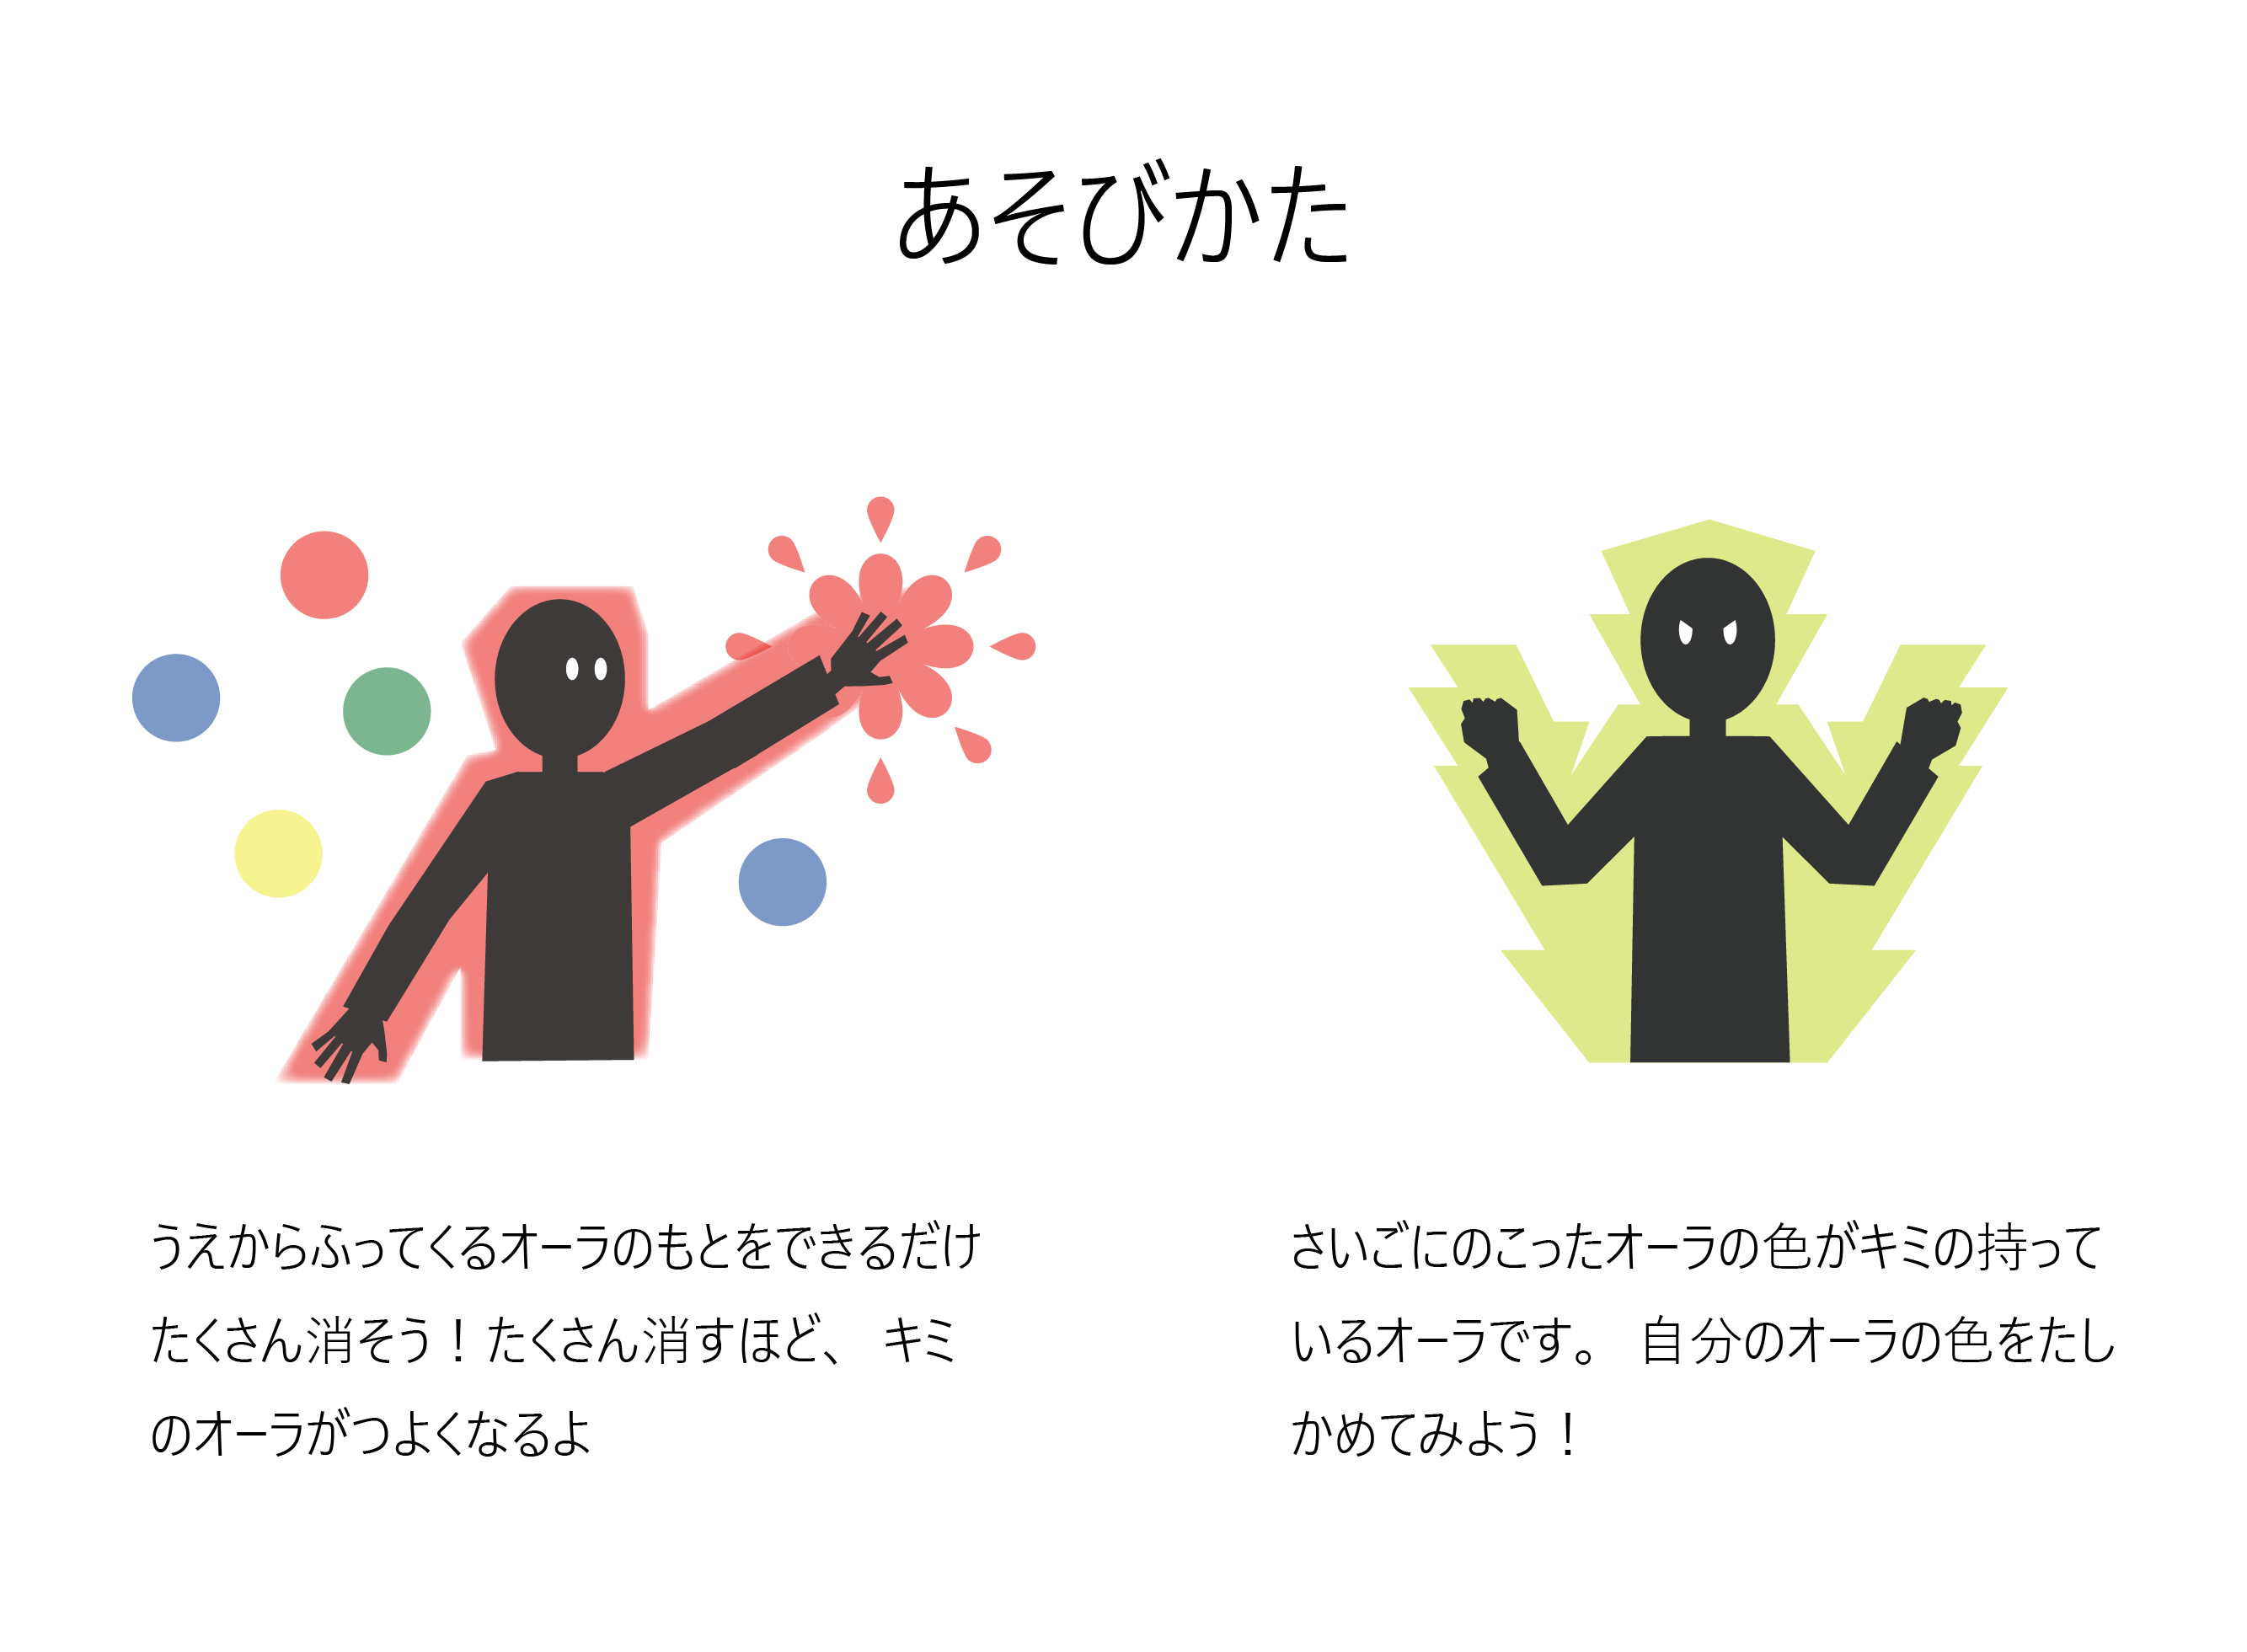 あそびかた
うえからふってくるオーラのもとをできるだけ
たくさん消そう！たくさん消すほど、キミ
のオーラがつよくなるよ
さいごにのこったオーラの色がキミの持って
いるオーラです。 自分のオーラの色をたし
かめてみよう！